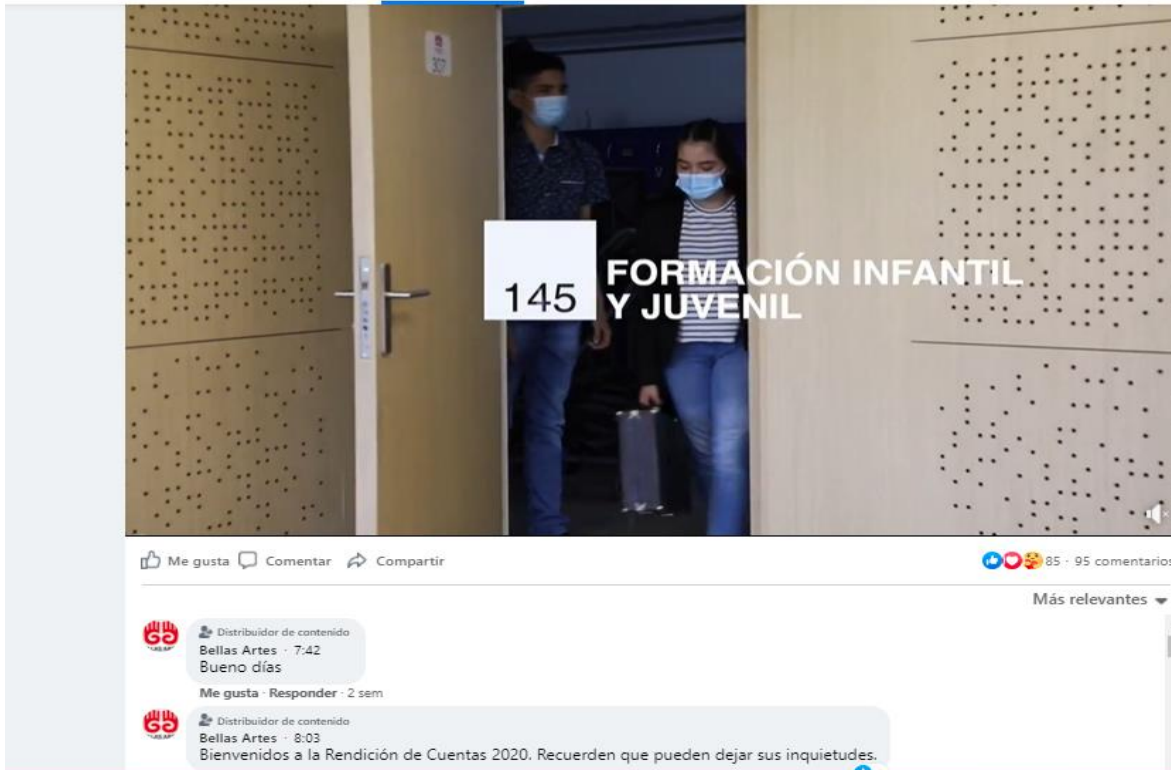 307
FORMACIÓN INFANTIL
145 Y JUVENIL
Me gusta Comentar Compartir
85 · 95 comentarios
Más relevantes
Distribuidor de contenido
Bellas Artes · 7:42
Bueno días
Me gusta · Responder · 2 sem
Distribuidor de contenido
Bellas Artes · 8:03
Bienvenidos a la Rendición de Cuentas 2020. Recuerden que pueden dejar sus inquietudes.